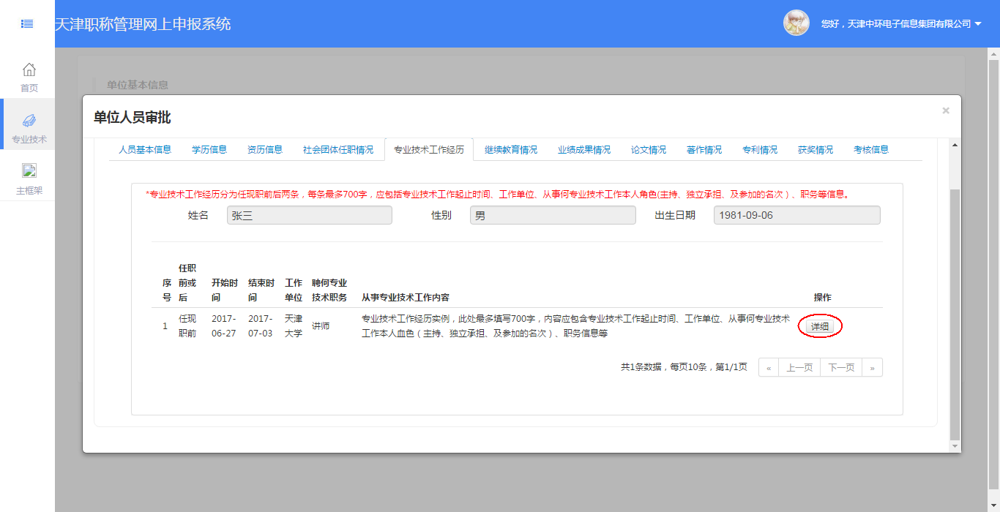 天津职称管理网上申报系统
您好，天津中环电子信息集团有限公司
首页
专业技术
主框架
单位基本信息
单位人员审批
×
人员基本信息 学历信息 资历信息 社会团体任职情况 专业技术工作经历 继续教育情况 业绩成果情况 论文情况 著作情况 专利情况 获奖情况 考核信息
*专业技术工作经历分为任现职前后两条，每条最多700字，应包括专业技术工作起止时间、工作单位、从事何专业技术工作本人角色(主持、独立承担、及参加的名次）、职务等信息。
姓名 张三 性别 男 出生日期 1981-09-06
任职
序 前或 开始时 结束时 工作 聘何专业
号 后 间 间 单位 技术职务 从事专业技术工作内容 操作
任现 2017- 2017- 天津 专业技术工作经历实例，此处最多填写700字，内容应包含专业技术工作起止时间、工作单位、从事何专业技术
1 讲师 详细
职前 06-27 07-03 大学 工作本人血色（主持、独立承担、及参加的名次）、职务信息等
共1条数据，每页10条，第1/1页 « 上一页 下一页 »